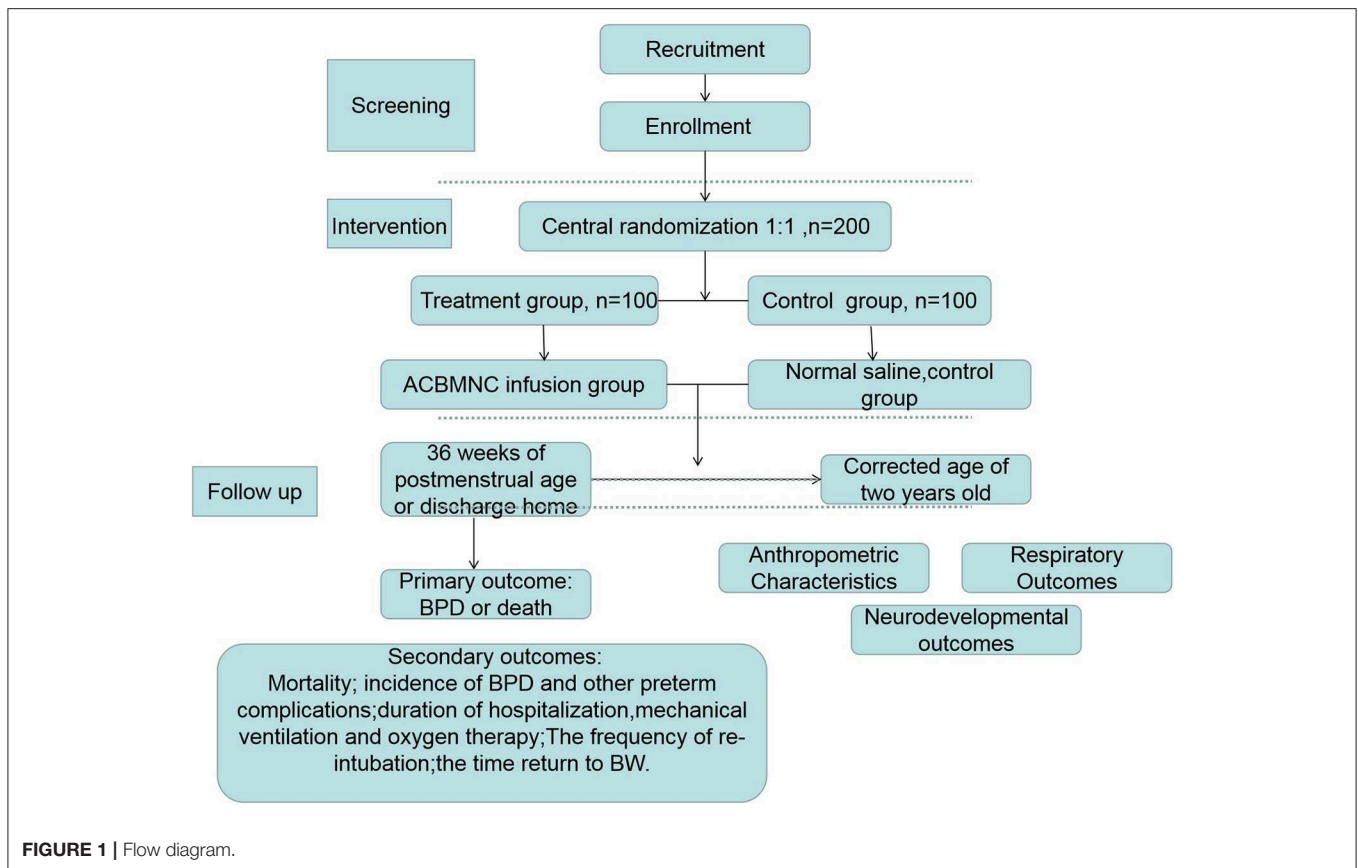 Recruitment
Screening
Enrollment
Intervention
Central randomization 1:1 ,n=200
Treatment group, n=100
Control group, n=100
ACBMNC infusion group
Normal saline,control
group
Follow up
36 weeks of
postmenstrual age
or discharge home
Corrected age of
two years old
Primary outcome:
BPD or death
Anthropometric
Characteristics
Respiratory
Outcomes
Neurodevelopmental
outcomes
Secondary outcomes:
Mortality; incidence of BPD and other preterm
complications;duration of hospitalization,mechanical
ventilation and oxygen therapy;The frequency of re-
intubation;the time return to BW.
FIGURE 1 | Flow diagram.